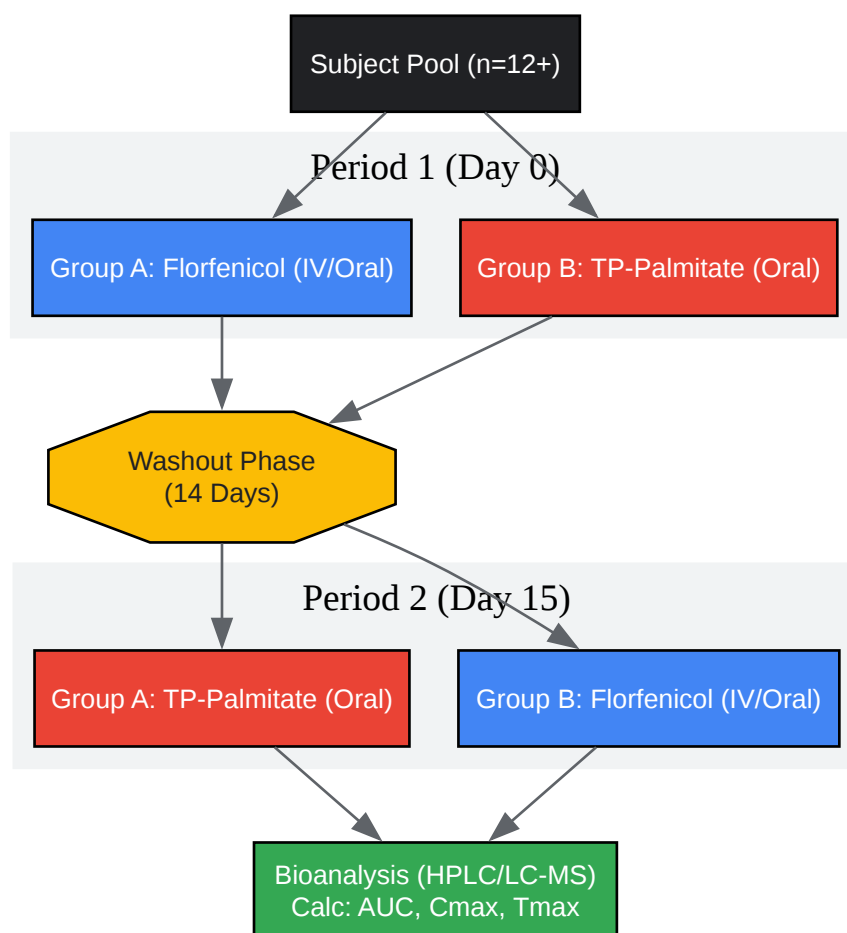 Subject Pool (n=12+)
Period 1 (Day 0)
Group A: Florfenicol (IV/Oral)
Group B: TP-Palmitate (Oral)
Washout Phase
(14 Days)
Period 2 (Day 15)
Group A: TP-Palmitate (Oral)
Group B: Florfenicol (IV/Oral)
Bioanalysis (HPLC/LC-MS)
Calc: AUC, Cmax, Tmax